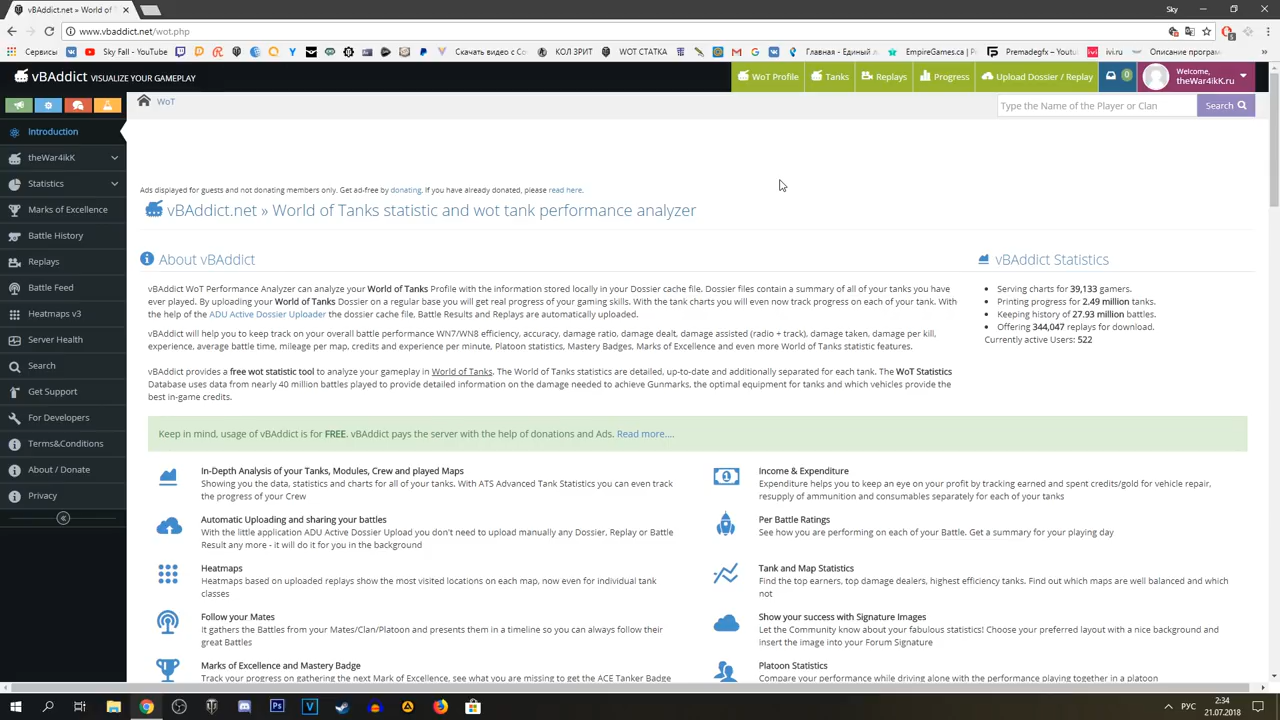 vBAddict.net » World of T
Sky
www.vbaddict.net/wot.php
Сервисы
Sky Fall - YouTube
Скачать видео с Со
КОЛ ЗРИТ
WOT СТАТКА
Главная - Единый
EmpireGames.ca | P
Premadegfx – Youtu
ivi.ru
Описание програм
vBAddict VISUALIZE YOUR GAMEPLAY
WoT Profile
Tanks
Replays
Progress
Upload Dossier / Replay
0
Welcome,
theWar4ikK.ru
WoT
Type the Name of the Player or Clan
Search
Introduction
theWar4ikK
Statistics
Marks of Excellence
Battle History
Replays
Battle Feed
Heatmaps v3
Server Health
Search
Get Support
For Developers
Terms&Conditions
About / Donate
Privacy
Ads displayed for guests and not donating members only. Get ad-free by donating. If you have already donated, please read here.
vBAddict.net » World of Tanks statistic and wot tank performance analyzer
About vBAddict
vBAddict WoT Performance Analyzer can analyze your World of Tanks Profile with the information stored locally in your Dossier cache file. Dossier files contain a summary of all of your tanks you have
ever played. By uploading your World of Tanks Dossier on a regular base you will get real progress of your gaming skills. With the tank charts you will even now track progress on each of your tank. With
the help of the ADU Active Dossier Uploader the dossier cache file, Battle Results and Replays are automatically uploaded.
vBAddict will help you to keep track on your overall battle performance WN7/WN8 efficiency, accuracy, damage ratio, damage dealt, damage assisted (radio + track), damage taken, damage per kill,
experience, average battle time, mileage per map, credits and experience per minute, Platoon statistics, Mastery Badges, Marks of Excellence and even more World of Tanks statistic features.
vBAddict provides a free wot statistic tool to analyze your gameplay in World of Tanks. The World of Tanks statistics are detailed, up-to-date and additionally separated for each tank. The WoT Statistics
Database uses data from nearly 40 million battles played to provide detailed information on the damage needed to achieve Gunmarks, the optimal equipment for tanks and which vehicles provide the
best in-game credits.
vBAddict Statistics
Serving charts for 39,133 gamers.
Printing progress for 2.49 million tanks.
Keeping history of 27.93 million battles.
Offering 344,047 replays for download.
Currently active Users: 522
Keep in mind, usage of vBAddict is for FREE. vBAddict pays the server with the help of donations and Ads. Read more....
In-Depth Analysis of your Tanks, Modules, Crew and played Maps
Showing you the data, statistics and charts for all of your tanks. With ATS Advanced Tank Statistics you can even track
the progress of your Crew
Income & Expenditure
Expenditure helps you to keep an eye on your profit by tracking earned and spent credits/gold for vehicle repair,
resupply of ammunition and consumables separately for each of your tanks
Automatic Uploading and sharing your battles
With the little application ADU Active Dossier Upload you don't need to upload manually any Dossier, Replay or Battle
Result any more - it will do it for you in the background
Per Battle Ratings
See how you are performing on each of your Battle. Get a summary for your playing day
Heatmaps
Heatmaps based on uploaded replays show the most visited locations on each map, now even for individual tank
classes
Tank and Map Statistics
Find the top earners, top damage dealers, highest efficiency tanks. Find out which maps are well balanced and which
not
Follow your Mates
It gathers the Battles from your Mates/Clan/Platoon and presents them in a timeline so you can always follow their
great Battles
Show your success with Signature Images
Let the Community know about your fabulous statistics! Choose your preferred layout with a nice background and
insert the image into your Forum Signature
Marks of Excellence and Mastery Badge
Track your progress on gathering the next Mark of Excellence, see what you are missing to get the ACE Tanker Badge
Platoon Statistics
Compare your performance while driving alone with the performance playing together in a platoon
РУС
2:34
21.07.2018